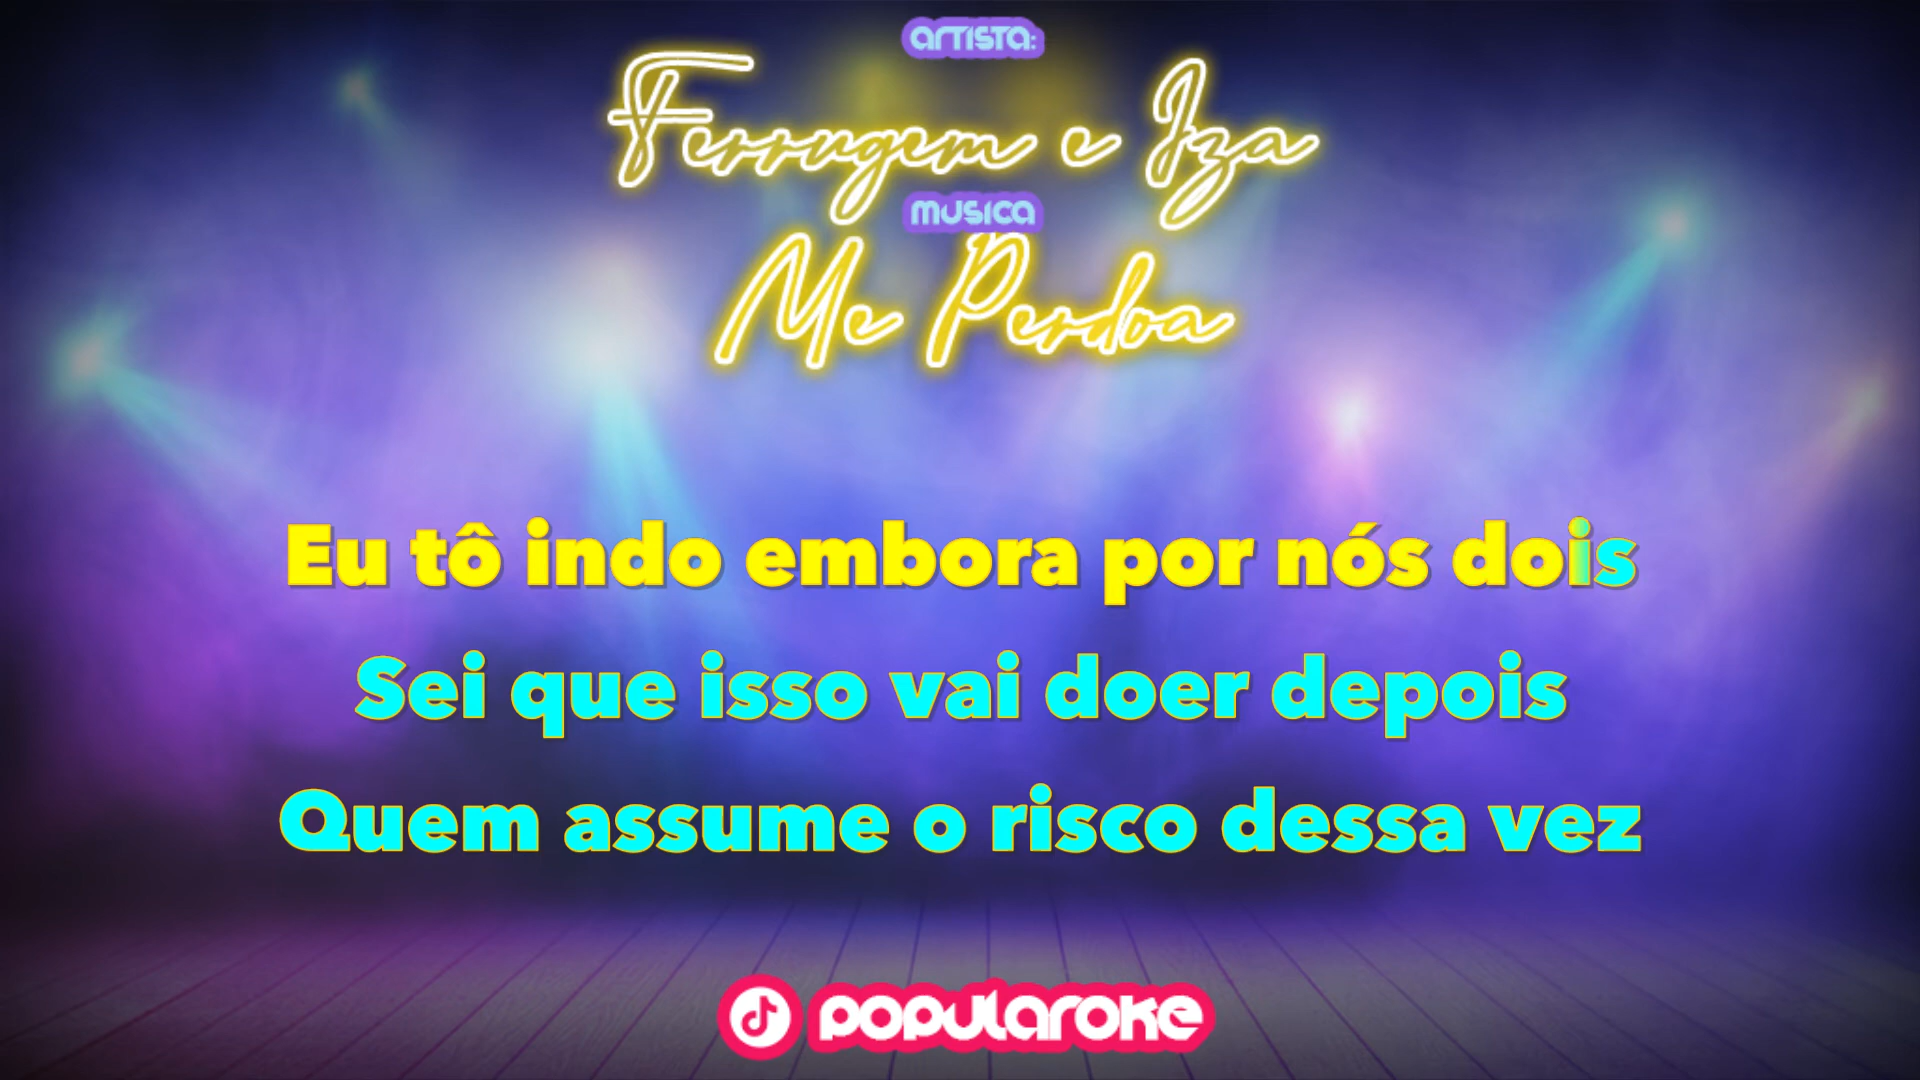 ARTISTA:
Ferrugem e Iza
MUSICA
Me Perdoa
Eu tô indo embora por nós dois
Sei que isso vai doer depois
Quem assume o risco dessa vez
POPULAROKE